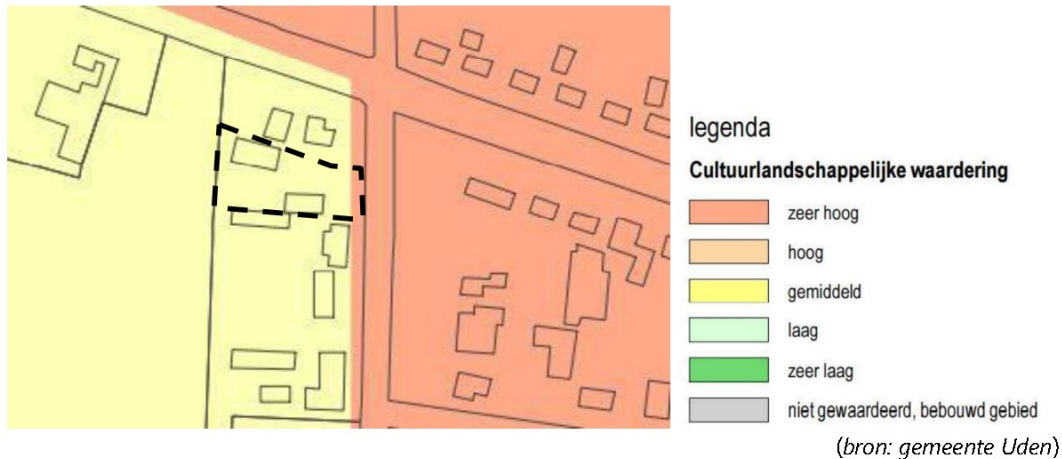 legenda
Cultuurlandschappelijke waardering
zeer hoog
hoog
gemiddeld
laag
zeer laag
niet gewaardeerd, bebouwd gebied
(bron: gemeente Uden)